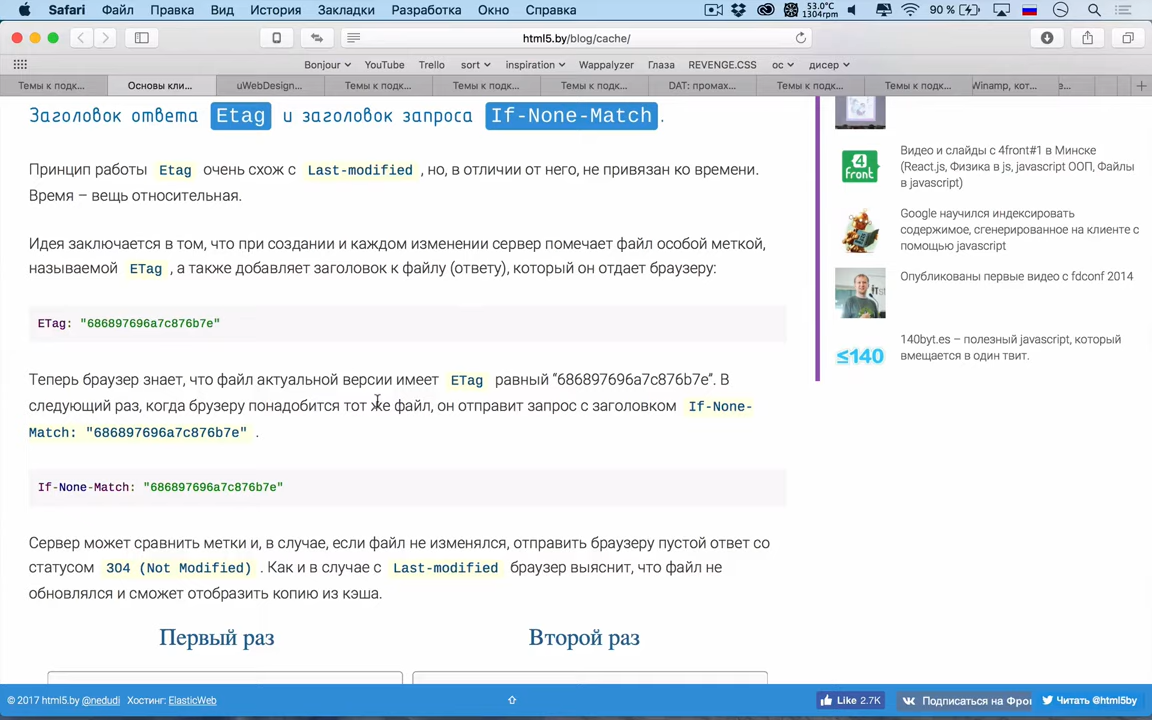 Safari Файл Правка Вид История Закладки Разработка Окно Справка 53.0°C 1304rpm 90 %
html5.by/blog/cache/
Bonjour YouTube Trello sort inspiration Wappalyzer Глаза REVENGE.CSS ос дисер
Темы к подк... Основы кли... uWebDesign... Темы к подк... Темы к подк... Темы к подк... DAT: промах... Темы к подк... Темы к подк... Winamp, кот... е...
Заголовок ответа Etag и заголовок запроса If-None-Match .
Принцип работы Etag очень схож с Last-modified , но, в отличии от него, не привязан ко времени.
Время – вещь относительная.
Идея заключается в том, что при создании и каждом изменении сервер помечает файл особой меткой,
называемой ETag , а также добавляет заголовок к файлу (ответу), который он отдает браузеру:
ETag: "686897696a7c876b7e"
Теперь браузер знает, что файл актуальной версии имеет ETag равный “686897696a7c876b7e”. В
следующий раз, когда брузеру понадобится тот же файл, он отправит запрос с заголовком If-None-
Match: "686897696a7c876b7e" .
If-None-Match: "686897696a7c876b7e"
Сервер может сравнить метки и, в случае, если файл не изменялся, отправить браузеру пустой ответ со
статусом 304 (Not Modified) . Как и в случае с Last-modified браузер выяснит, что файл не
обновлялся и сможет отобразить копию из кэша.
Первый раз Второй раз
4
front
Видео и слайды с 4front#1 в Минске
(React.js, Физика в js, javascript ООП, Файлы
в javascript)
Google научился индексировать
содержимое, сгенерированное на клиенте с
помощью javascript
Опубликованы первые видео с fdconf 2014
≤140
140byt.es – полезный javascript, который
вмещается в один твит.
© 2017 html5.by @nedudi Хостинг: ElasticWeb Like 2.7K Подписаться на Фро Читать @html5by